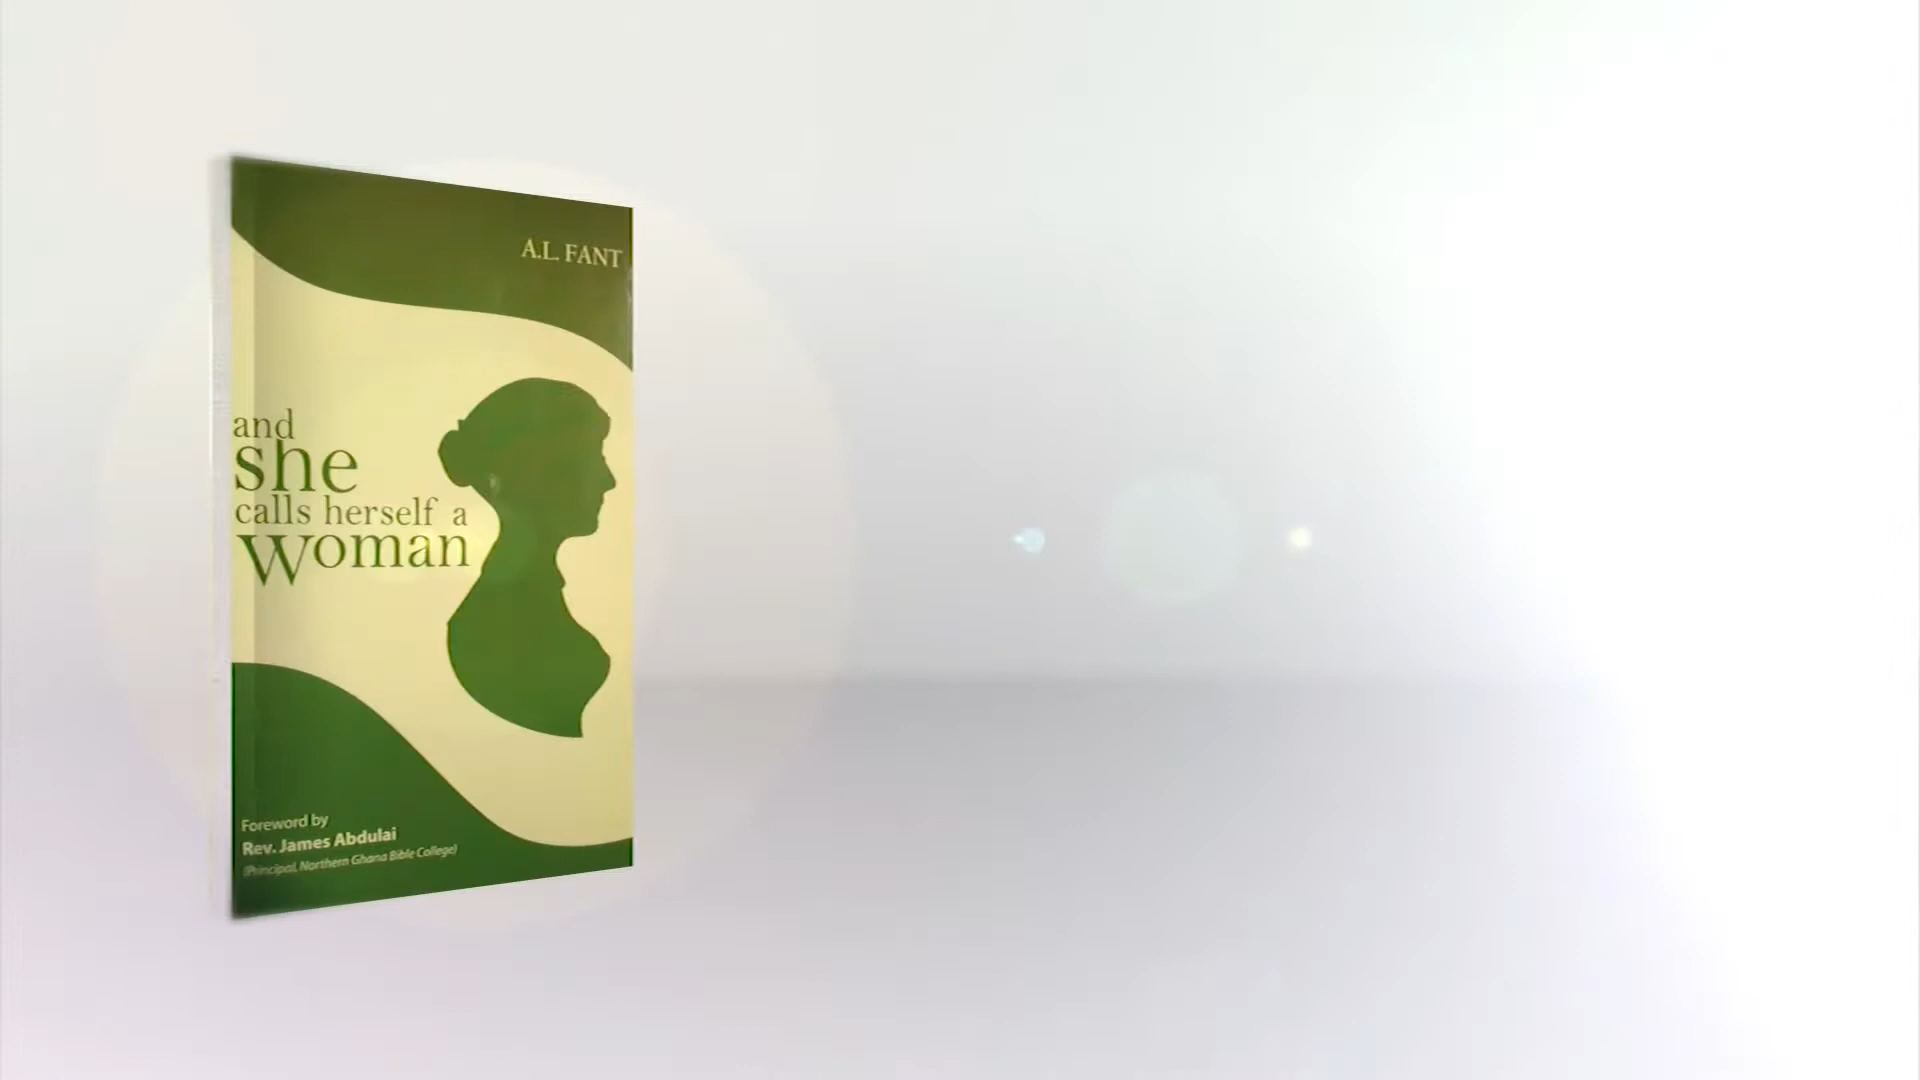 A.L. FANT
and
she
calls herself a
Woman
Foreword by
Rev. James Abdulai
(Principal, Northern Ghana Bible College)